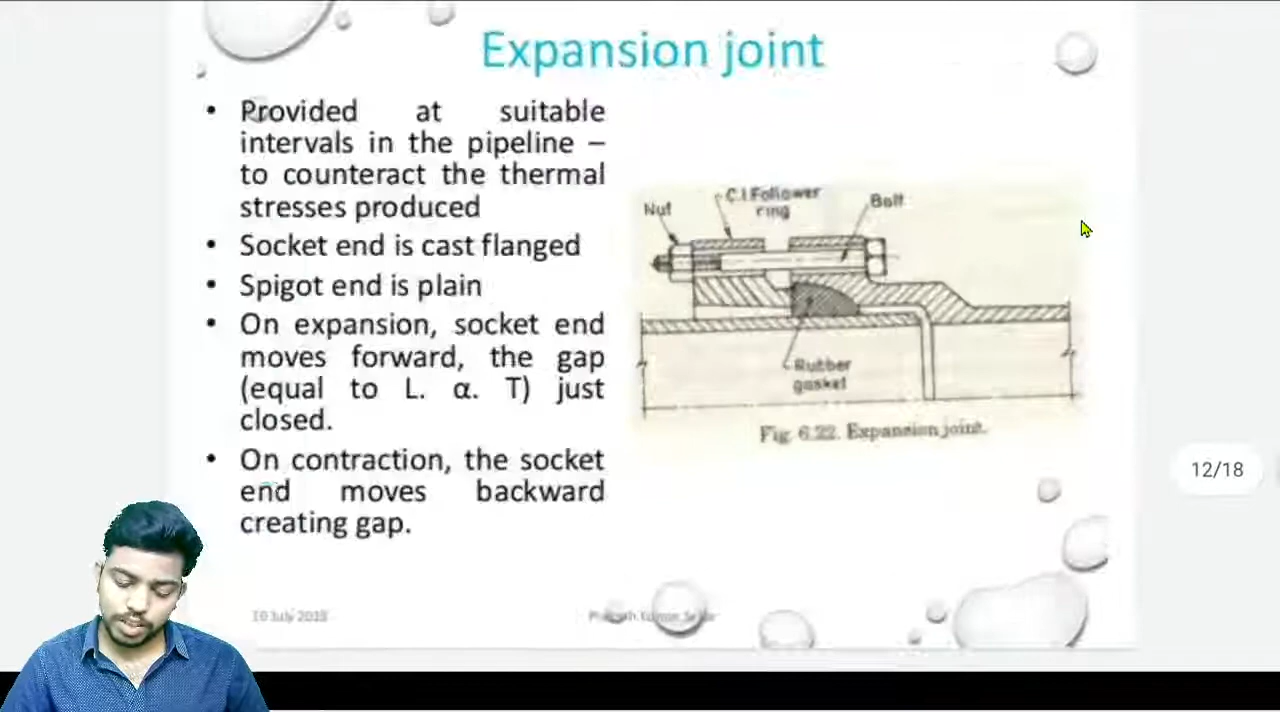 Expansion joint
• Provided at suitable
intervals in the pipeline –
to counteract the thermal
stresses produced
• Socket end is cast flanged
• Spigot end is plain
• On expansion, socket end
moves forward, the gap
(equal to L. α. T) just
closed.
• On contraction, the socket
end moves backward
creating gap.
Nut
C.I Follower
ring
Bolt
Rubber
gasket
Fig. 6.22. Expansion joint.
12/18